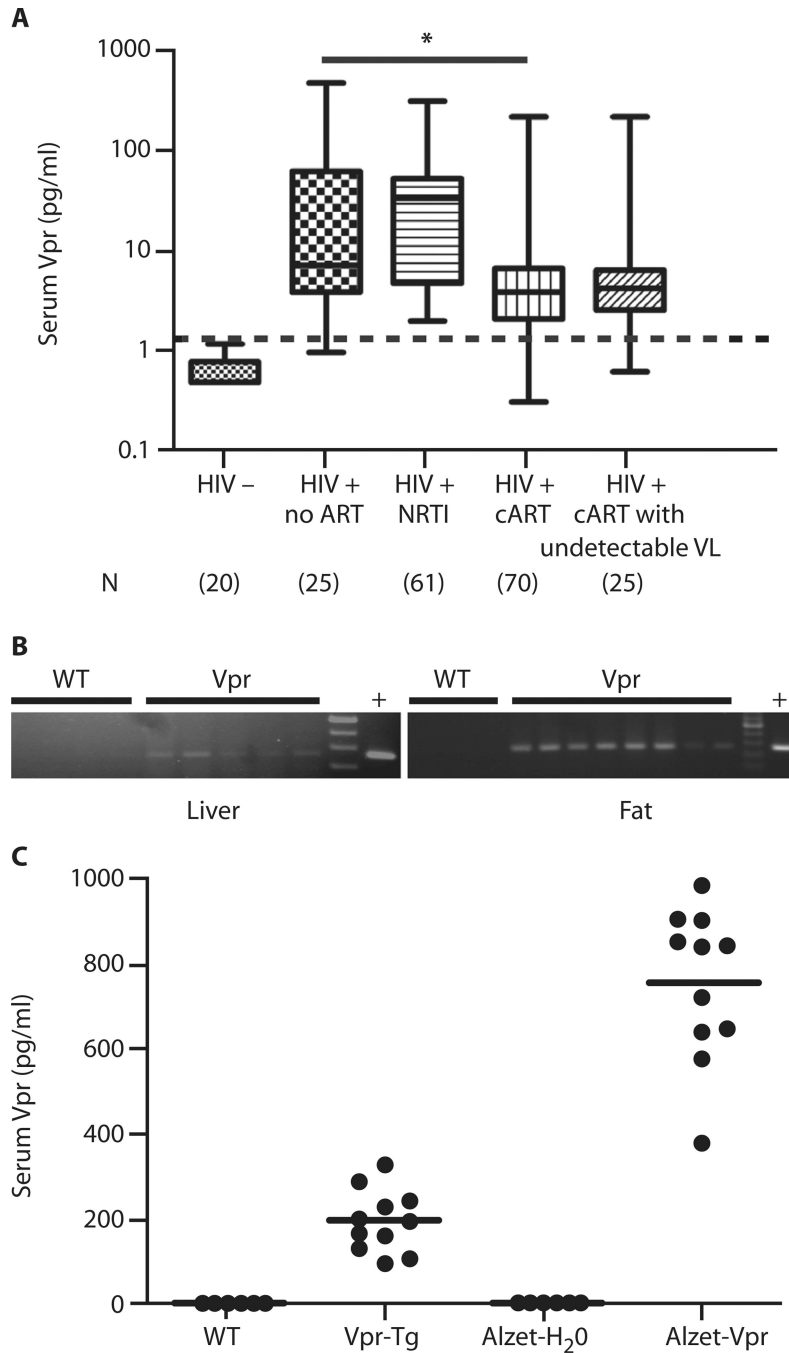 A
*
1000
100
10
1
0.1
Serum Vpr (pg/ml)
HIV –
HIV +
no ART
HIV +
NRTI
HIV +
cART
HIV +
cART with
undetectable VL
N (20) (25) (61) (70) (25)
B
WT Vpr + WT Vpr +
Liver Fat
C
1000
800
600
400
200
0
Serum Vpr (pg/ml)
WT Vpr-Tg Alzet-H₂0 Alzet-Vpr